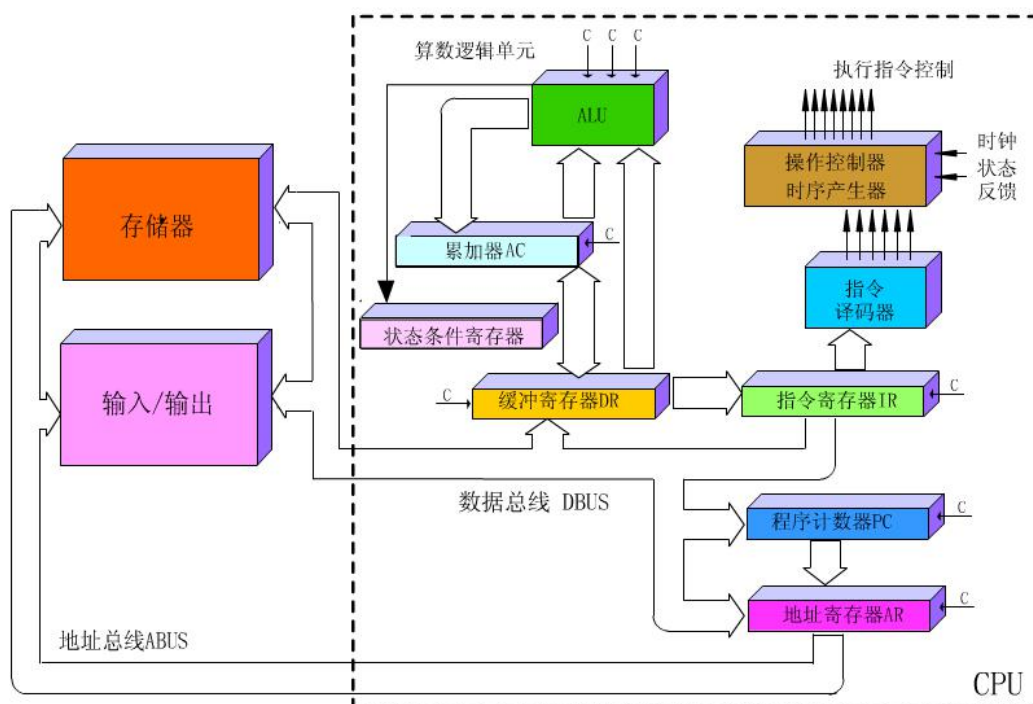 C C C
算数逻辑单元
执行指令控制
ALU
时钟
操作控制器
状态
时序产生器
反馈
存储器
C
累加器AC
指令
译码器
状态条件寄存器
输入/输出
C
缓冲寄存器DR
指令寄存器IR
C
数据总线 DBUS
程序计数器PC
C
地址寄存器AR
C
地址总线ABUS
CPU